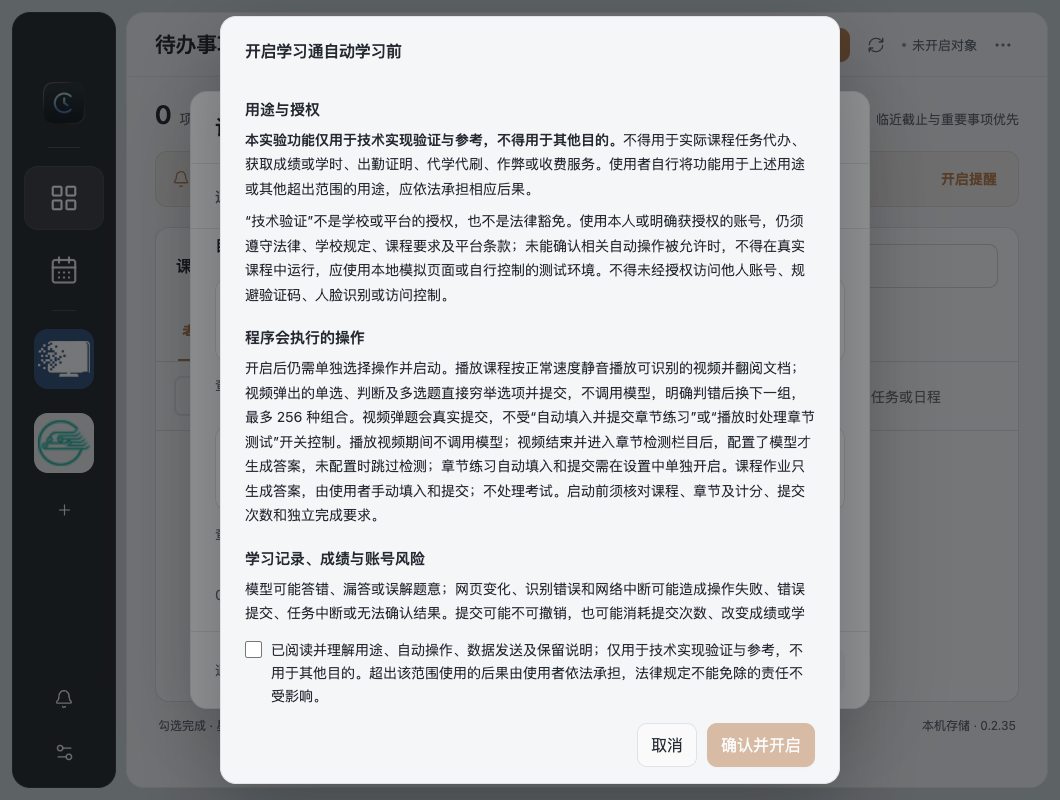 待办事
未开启对象
0 项
临近截止与重要事项优先
开启提醒
课
任务或日程
开启学习通自动学习前
用途与授权
本实验功能仅用于技术实现验证与参考，不得用于其他目的。不得用于实际课程任务代办、
获取成绩或学时、出勤证明、代学代刷、作弊或收费服务。使用者自行将功能用于上述用途
或其他超出范围的用途，应依法承担相应后果。
“技术验证”不是学校或平台的授权，也不是法律豁免。使用本人或明确获授权的账号，仍须
遵守法律、学校规定、课程要求及平台条款；未能确认相关自动操作被允许时，不得在真实
课程中运行，应使用本地模拟页面或自行控制的测试环境。不得未经授权访问他人账号、规
避验证码、人脸识别或访问控制。
程序会执行的操作
开启后仍需单独选择操作并启动。播放课程按正常速度静音播放可识别的视频并翻阅文档；
视频弹出的单选、判断及多选题直接穷举选项并提交，不调用模型，明确判错后换下一组，
最多 256 种组合。视频弹题会真实提交，不受“自动填入并提交章节练习”或“播放时处理章节
测试”开关控制。播放视频期间不调用模型；视频结束并进入章节检测栏目后，配置了模型才
生成答案，未配置时跳过检测；章节练习自动填入和提交需在设置中单独开启。课程作业只
生成答案，由使用者手动填入和提交；不处理考试。启动前须核对课程、章节及计分、提交
次数和独立完成要求。
学习记录、成绩与账号风险
模型可能答错、漏答或误解题意；网页变化、识别错误和网络中断可能造成操作失败、错误
提交、任务中断或无法确认结果。提交可能不可撤销，也可能消耗提交次数、改变成绩或学
已阅读并理解用途、自动操作、数据发送及保留说明；仅用于技术实现验证与参考，不
用于其他目的。超出该范围使用的后果由使用者依法承担，法律规定不能免除的责任不
受影响。
取消
确认并开启
勾选完成 ·
本机存储 · 0.2.35